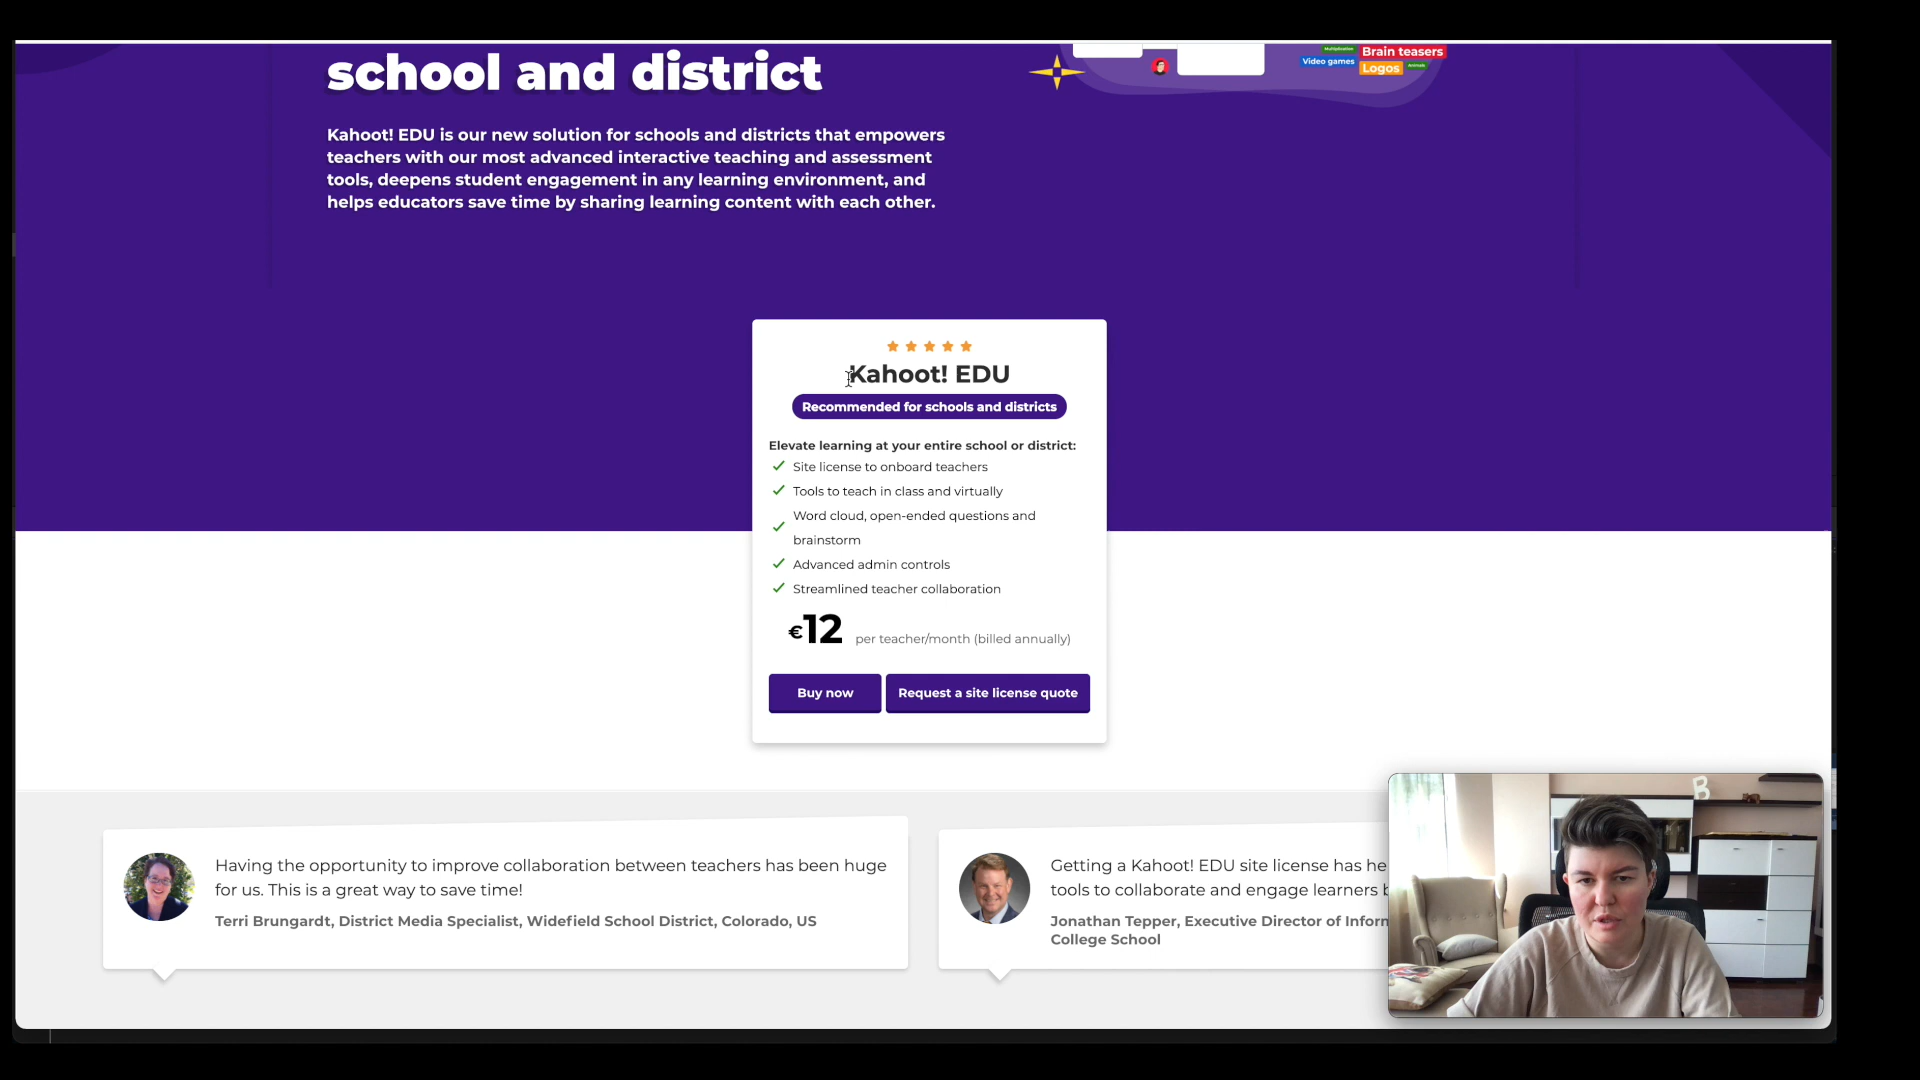 school and district
Brain teasers
Video games
Logos
Kahoot! EDU is our new solution for schools and districts that empowers
teachers with our most advanced interactive teaching and assessment
tools, deepens student engagement in any learning environment, and
helps educators save time by sharing learning content with each other.
Kahoot! EDU
Recommended for schools and districts
Elevate learning at your entire school or district:
Site license to onboard teachers
Tools to teach in class and virtually
Word cloud, open-ended questions and
brainstorm
Advanced admin controls
Streamlined teacher collaboration
€12 per teacher/month (billed annually)
Buy now
Request a site license quote
Having the opportunity to improve collaboration between teachers has been huge
for us. This is a great way to save time!
Terri Brungardt, District Media Specialist, Widefield School District, Colorado, US
Getting a Kahoot! EDU site license has he
tools to collaborate and engage learners
Jonathan Tepper, Executive Director of Inforr
College School
B